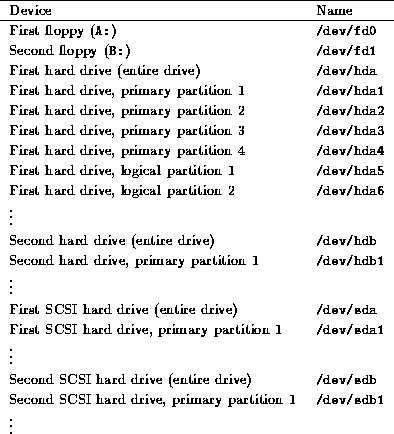 Device Name
First floppy (A:) /dev/fd0
Second floppy (B:) /dev/fd1
First hard drive (entire drive) /dev/hda
First hard drive, primary partition 1 /dev/hda1
First hard drive, primary partition 2 /dev/hda2
First hard drive, primary partition 3 /dev/hda3
First hard drive, primary partition 4 /dev/hda4
First hard drive, logical partition 1 /dev/hda5
First hard drive, logical partition 2 /dev/hda6
⋮
Second hard drive (entire drive) /dev/hdb
Second hard drive, primary partition 1 /dev/hdb1
⋮
First SCSI hard drive (entire drive) /dev/sda
First SCSI hard drive, primary partition 1 /dev/sda1
⋮
Second SCSI hard drive (entire drive) /dev/sdb
Second SCSI hard drive, primary partition 1 /dev/sdb1
⋮